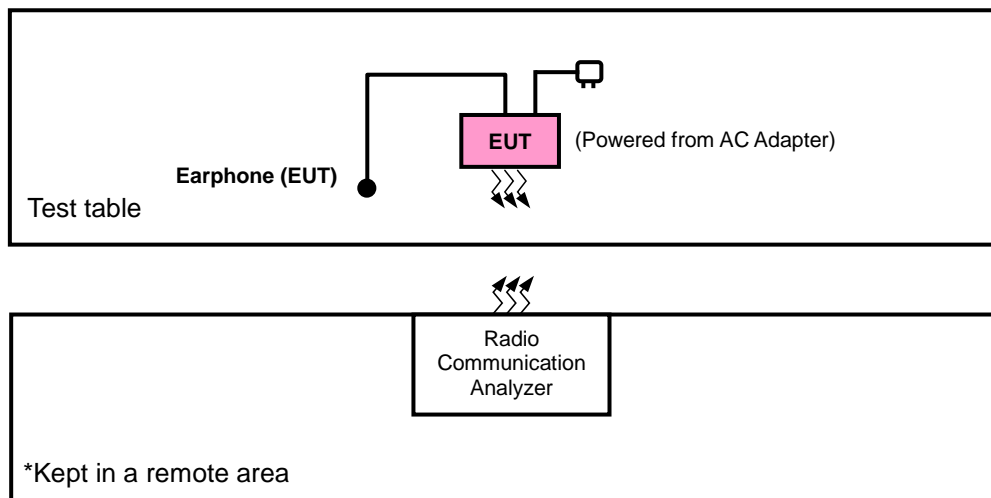 EUT
(Powered from AC Adapter)
Earphone (EUT)
Test table
Radio
Communication
Analyzer
*Kept in a remote area